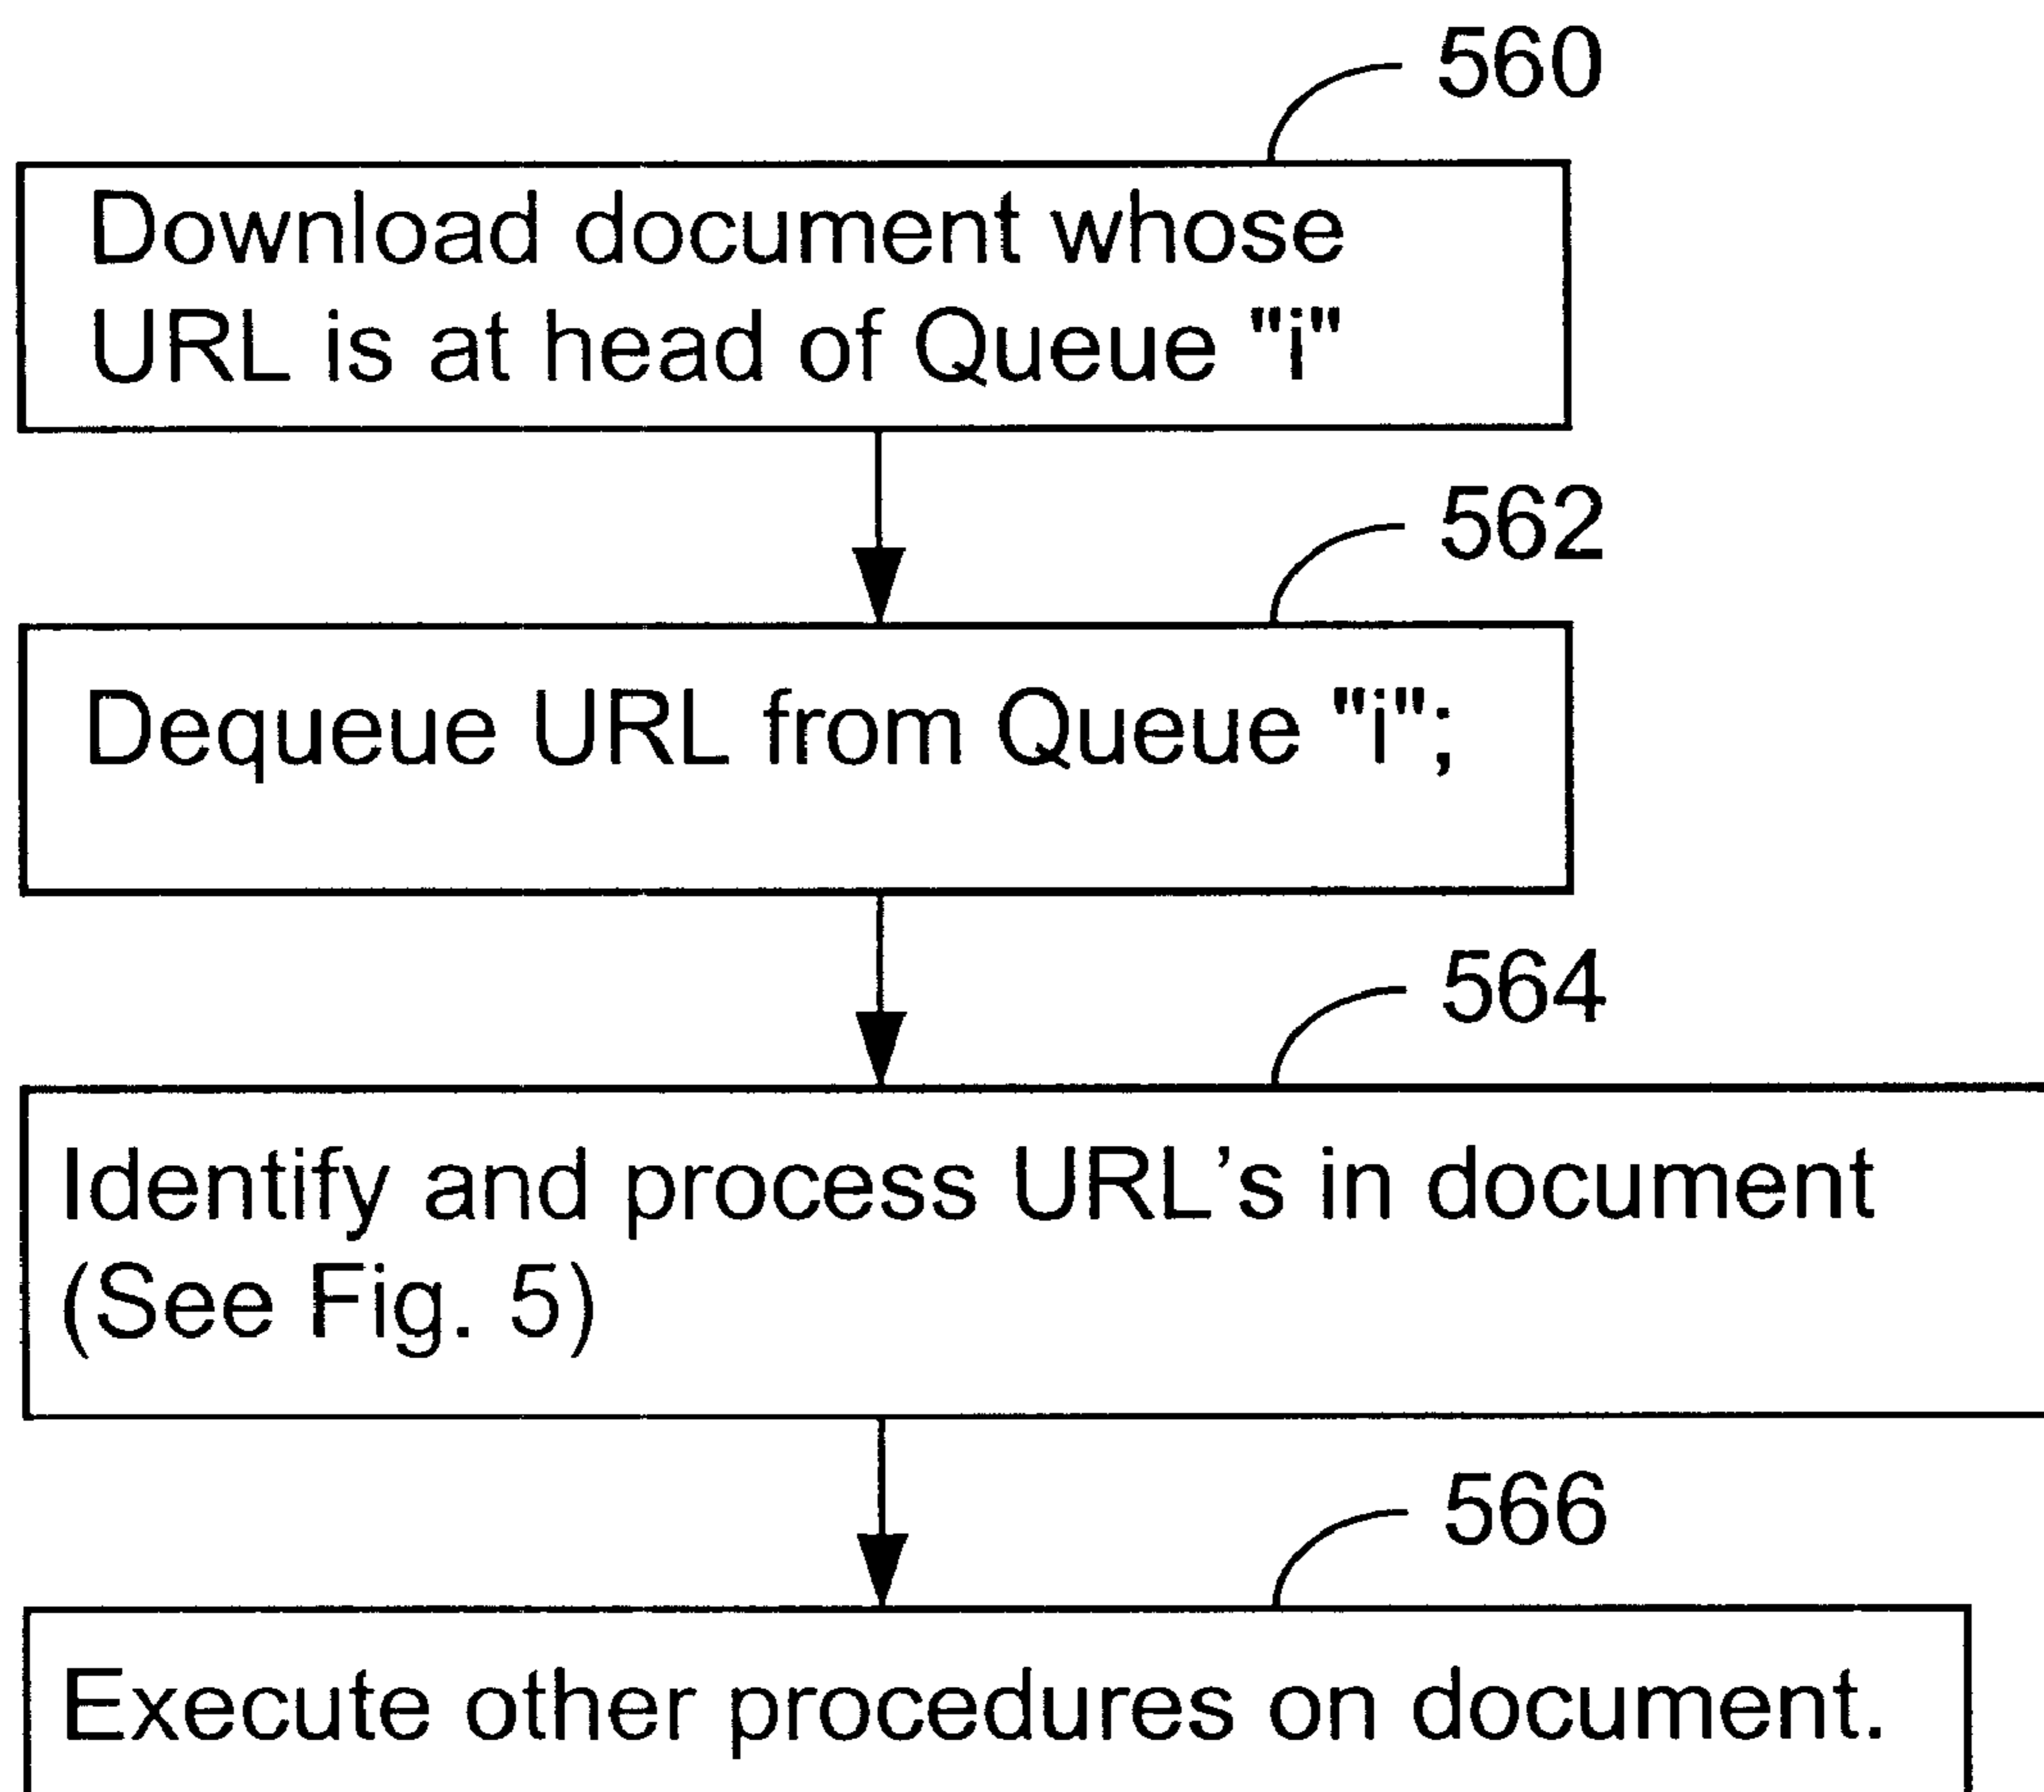 560
Download document whose
URL is at head of Queue "i"
562
Dequeue URL from Queue "i";
564
Identify and process URL’s in document
(See Fig. 5)
566
Execute other procedures on document.